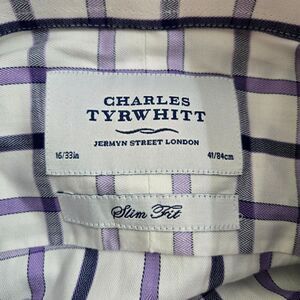 CHARLES
TYRWHITT
JERMYN STREET LONDON
16/33in 41/84cm
Slim Fit